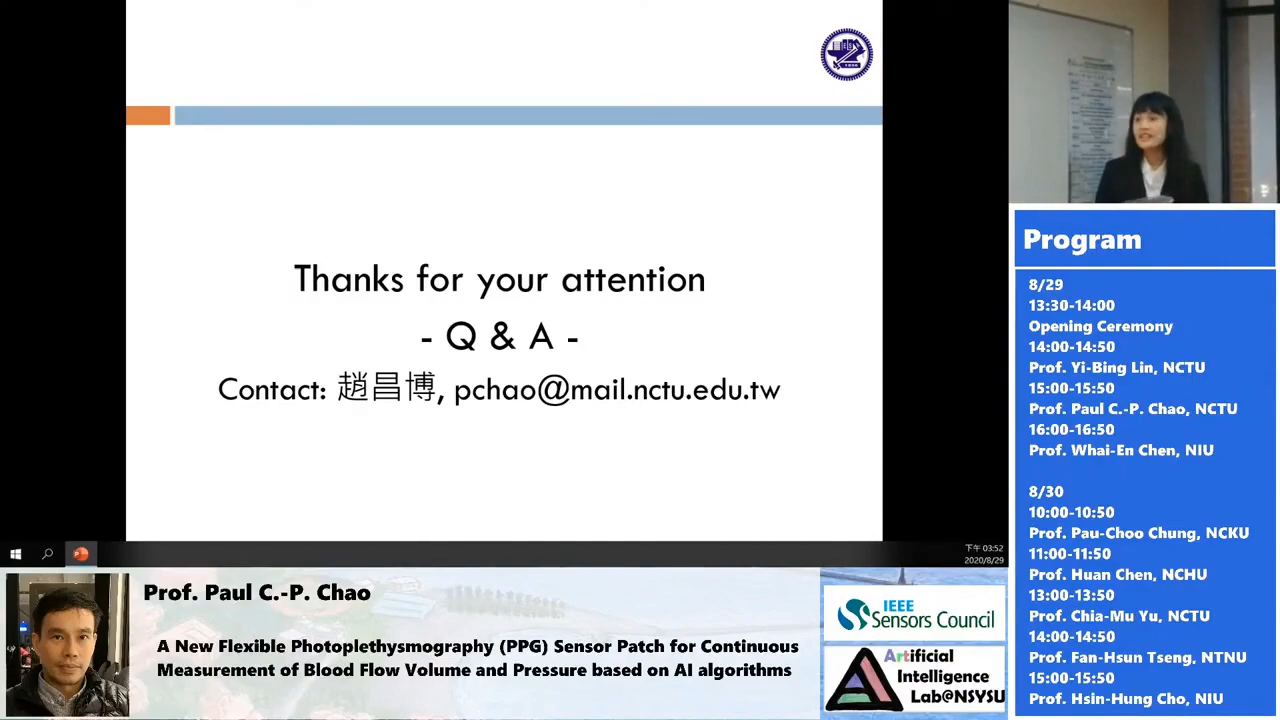 Thanks for your attention
- Q & A -
Contact: 趙昌博, pchao@mail.nctu.edu.tw
下午 03:52
2020/8/29
Program
8/29
13:30-14:00
Opening Ceremony
14:00-14:50
Prof. Yi-Bing Lin, NCTU
15:00-15:50
Prof. Paul C.-P. Chao, NCTU
16:00-16:50
Prof. Whai-En Chen, NIU
8/30
10:00-10:50
Prof. Pau-Choo Chung, NCKU
11:00-11:50
Prof. Huan Chen, NCHU
13:00-13:50
Prof. Chia-Mu Yu, NCTU
14:00-14:50
Prof. Fan-Hsun Tseng, NTNU
15:00-15:50
Prof. Hsin-Hung Cho, NIU
Prof. Paul C.-P. Chao
A New Flexible Photoplethysmography (PPG) Sensor Patch for Continuous
Measurement of Blood Flow Volume and Pressure based on AI algorithms
IEEE
Sensors Council
Artificial
Intelligence
Lab@NSYSU